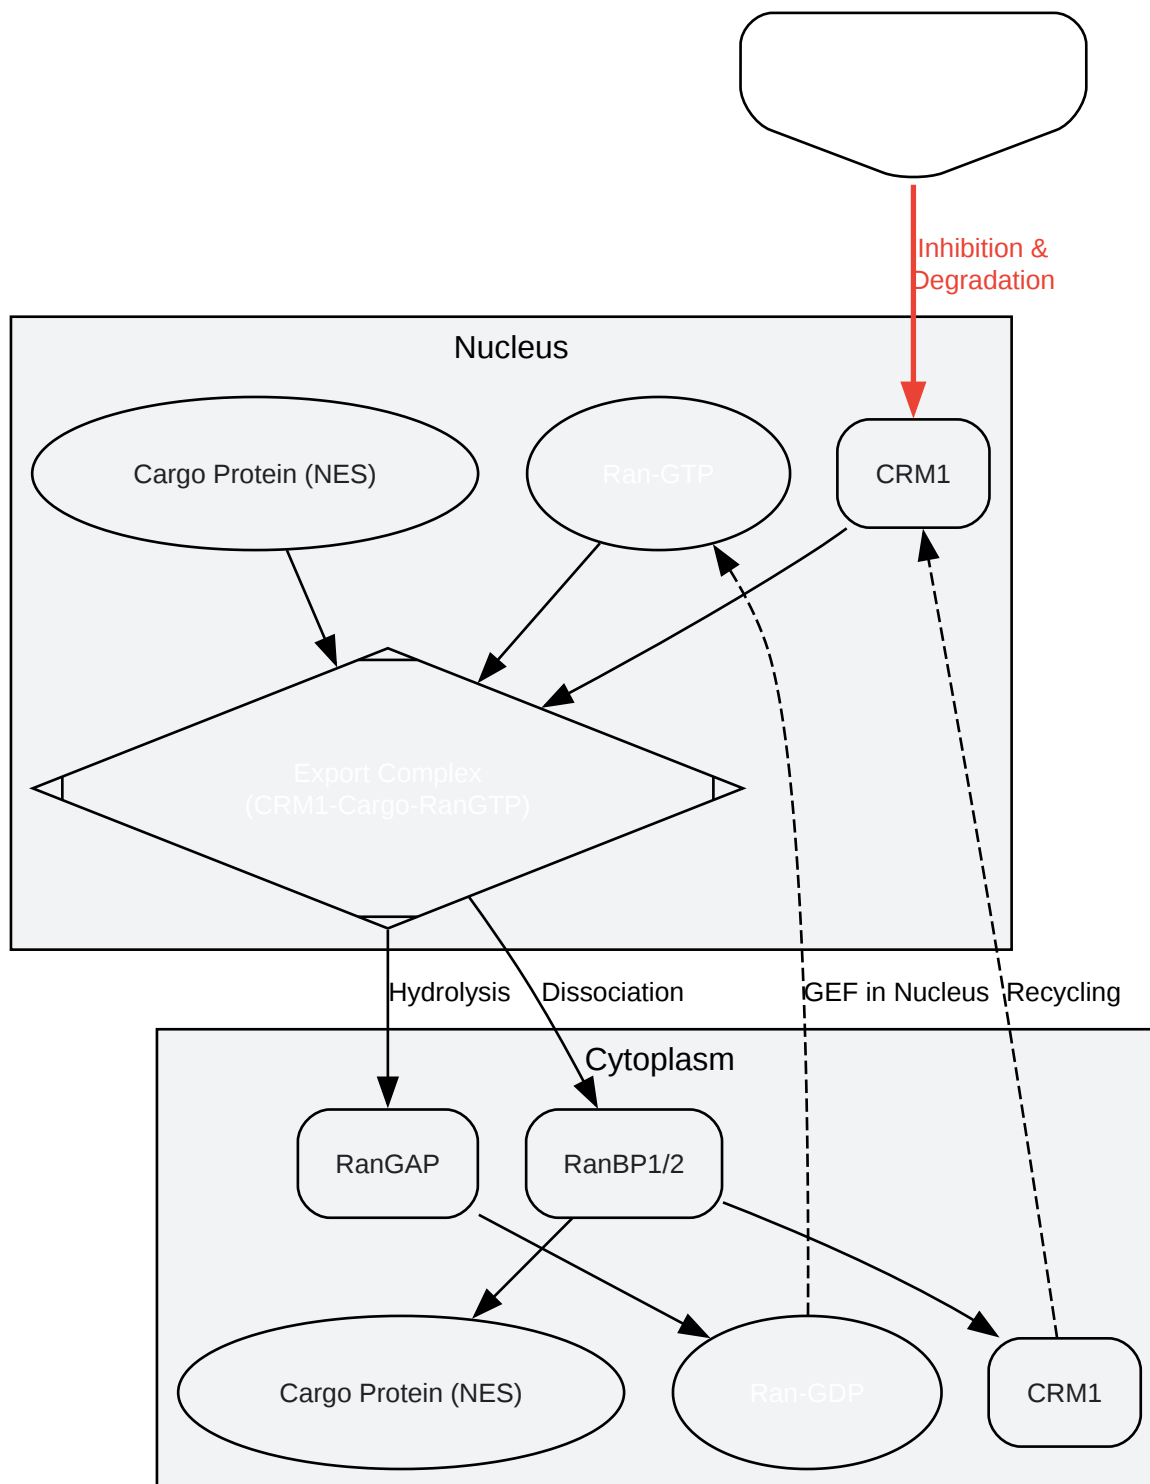 Inhibition &
Degradation
Nucleus
Cargo Protein (NES)
Ran-GTP
CRM1
Export Complex
(CRM1-Cargo-RanGTP)
Hydrolysis
Dissociation
GEF in Nucleus
Recycling
Cytoplasm
RanGAP
RanBP1/2
Cargo Protein (NES)
Ran-GDP
CRM1